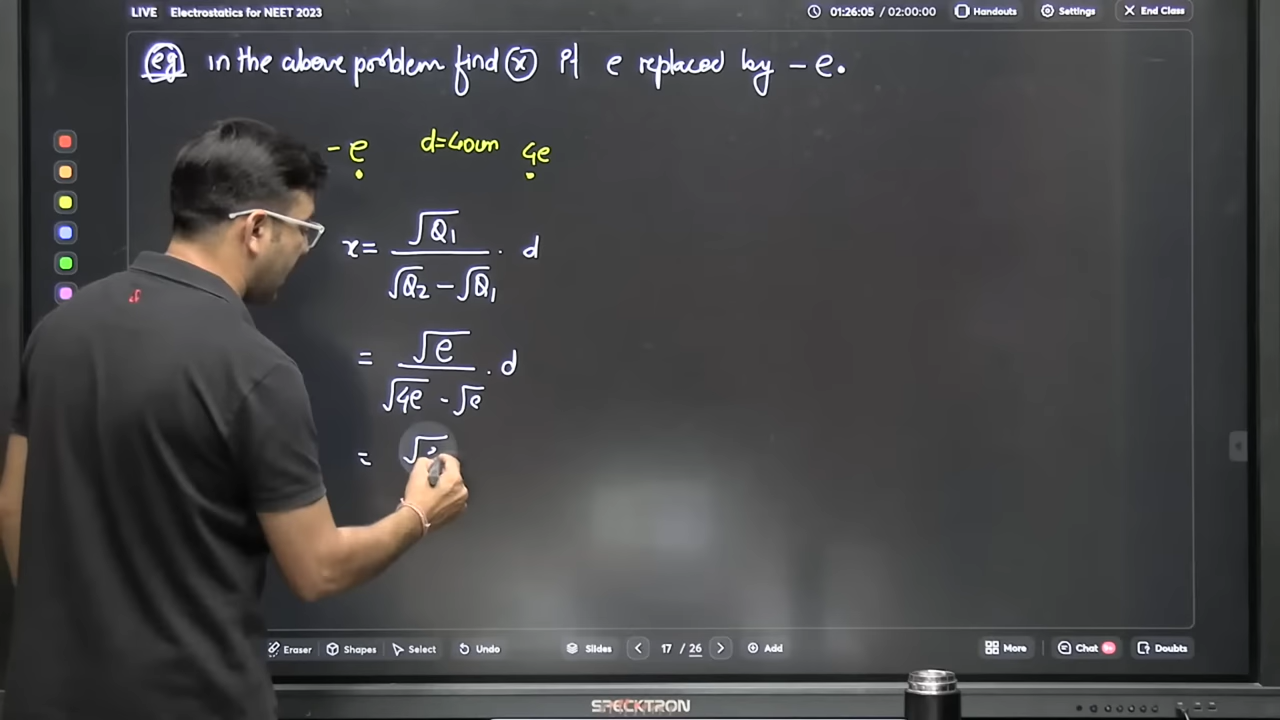 LIVE Electrostatics for NEET 2023 01:26:05 / 02:00:00 Handouts Settings End Class
eg in the above problem find (x) if e replaced by - e.
- e d=40cm 4e
x = √Q₁ / (√Q₂ - √Q₁) . d
= √e / (√4e - √e) . d
= √
Eraser Shapes Select Undo Slides 17 / 26 Add More Chat Doubts
SPECKTRON